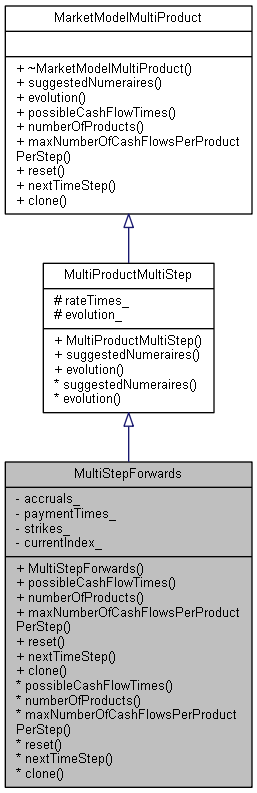 MarketModelMultiProduct
+ ~MarketModelMultiProduct()
+ suggestedNumeraires()
+ evolution()
+ possibleCashFlowTimes()
+ numberOfProducts()
+ maxNumberOfCashFlowsPerProduct
PerStep()
+ reset()
+ nextTimeStep()
+ clone()
MultiProductMultiStep
# rateTimes_
# evolution_
+ MultiProductMultiStep()
+ suggestedNumeraires()
+ evolution()
* suggestedNumeraires()
* evolution()
MultiStepForwards
- accruals_
- paymentTimes_
- strikes_
- currentIndex_
+ MultiStepForwards()
+ possibleCashFlowTimes()
+ numberOfProducts()
+ maxNumberOfCashFlowsPerProduct
PerStep()
+ reset()
+ nextTimeStep()
+ clone()
* possibleCashFlowTimes()
* numberOfProducts()
* maxNumberOfCashFlowsPerProduct
PerStep()
* reset()
* nextTimeStep()
* clone()